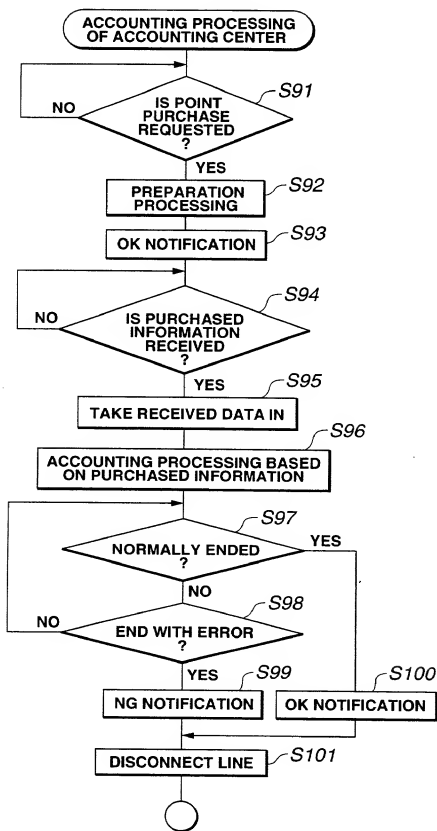 ACCOUNTING PROCESSING
OF ACCOUNTING CENTER
S91
NO
IS POINT
PURCHASE
REQUESTED
?
YES
S92
PREPARATION
PROCESSING
S93
OK NOTIFICATION
S94
NO
IS PURCHASED
INFORMATION
RECEIVED
?
YES
S95
TAKE RECEIVED DATA IN
S96
ACCOUNTING PROCESSING BASED
ON PURCHASED INFORMATION
S97
NORMALLY ENDED
?
YES
NO
S98
NO
END WITH ERROR
?
YES
S99
NG NOTIFICATION
S100
OK NOTIFICATION
S101
DISCONNECT LINE